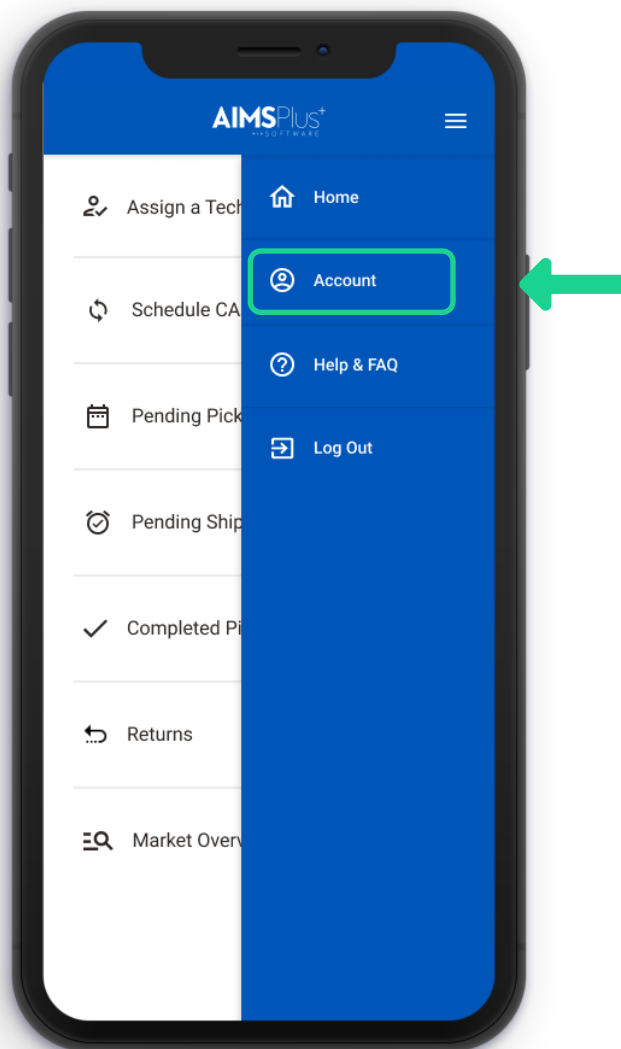 AIMSPlus+
SOFTWARE
Assign a Tech
Schedule CA
Pending Pick
Pending Ship
Completed Pi
Returns
Market Overv
Home
Account
Help & FAQ
Log Out